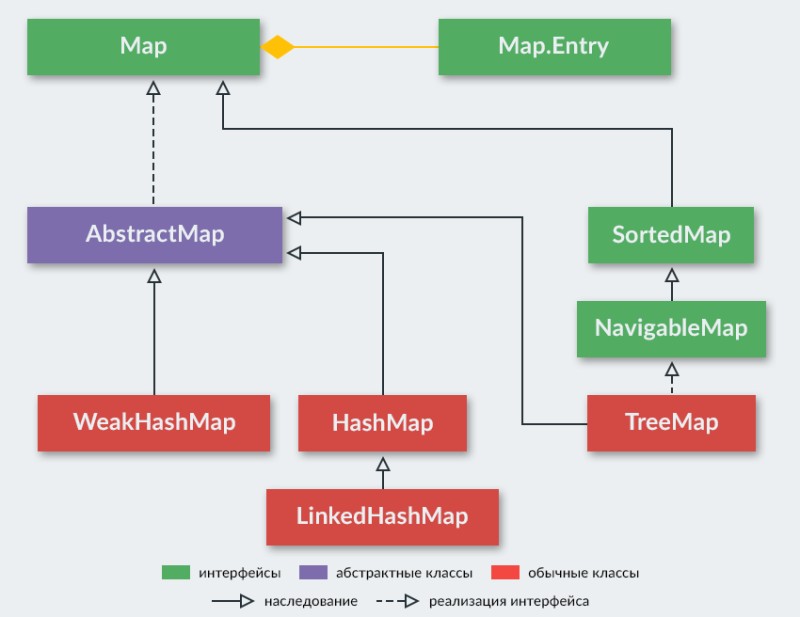 Map
Map.Entry
AbstractMap
SortedMap
NavigableMap
WeakHashMap
HashMap
TreeMap
LinkedHashMap
интерфейсы
абстрактные классы
обычные классы
наследование
реализация интерфейса